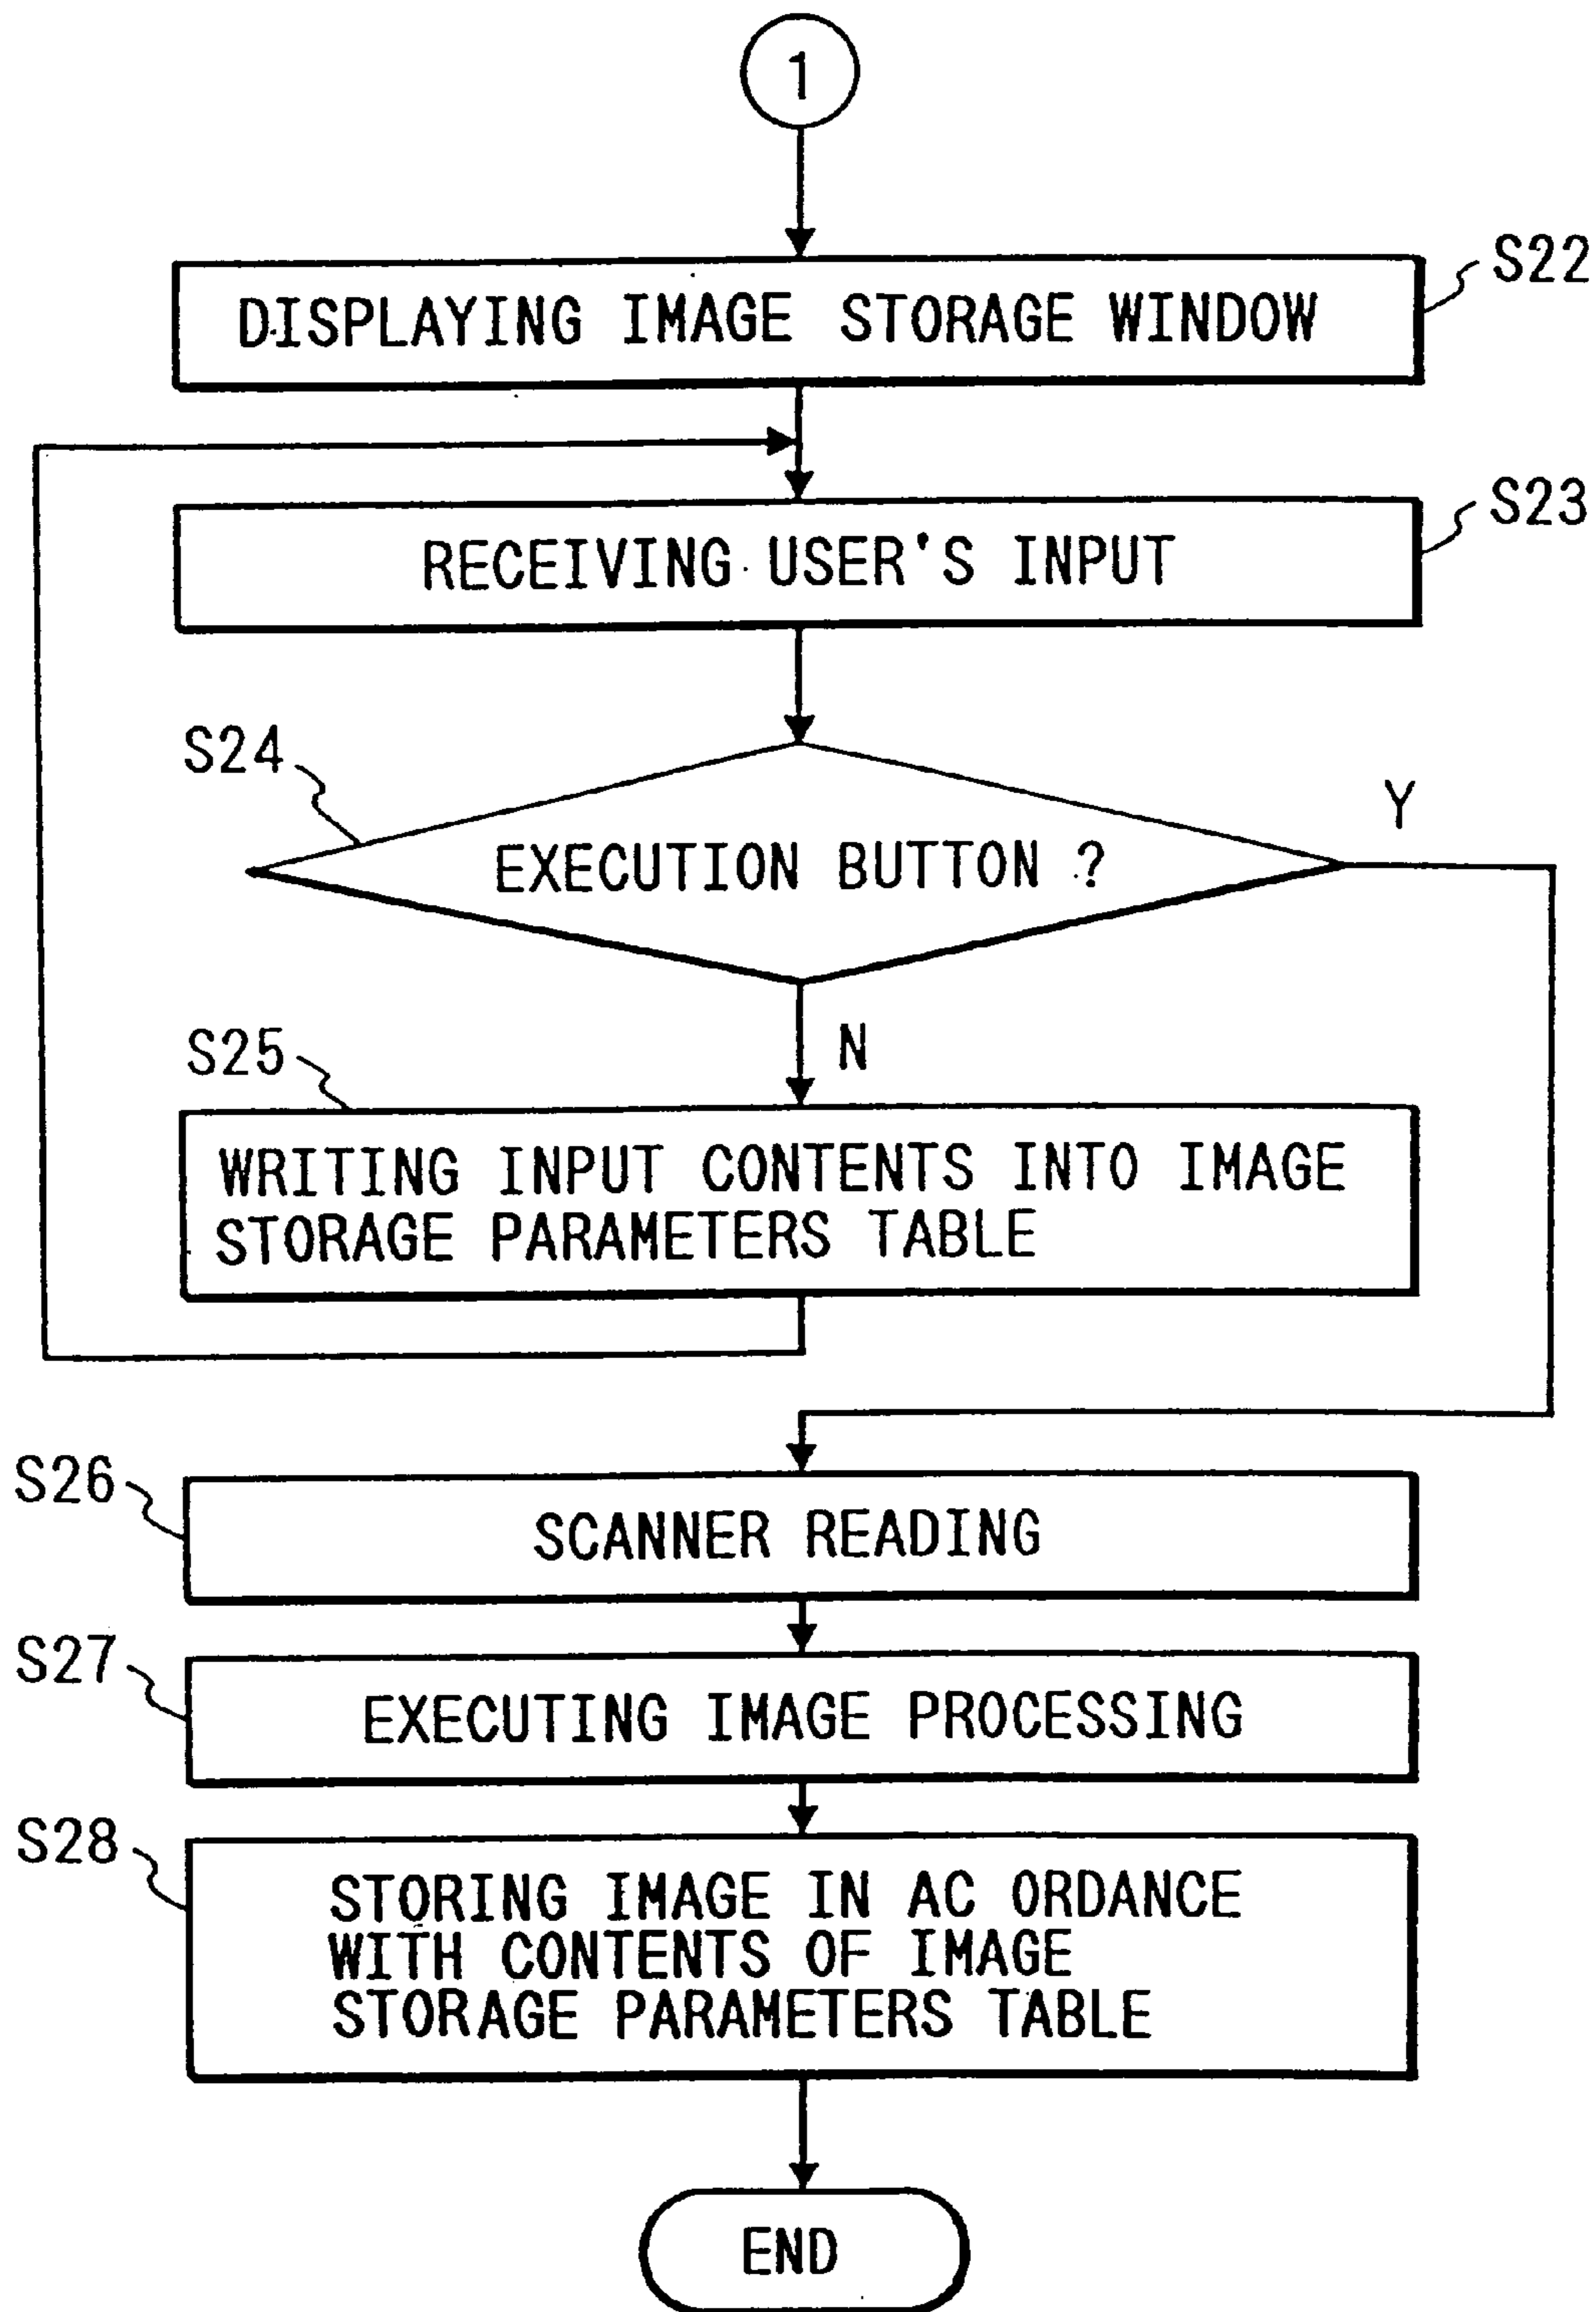 1
DISPLAYING IMAGE STORAGE WINDOW
S22
RECEIVING USER'S INPUT
S23
S24
EXECUTION BUTTON ?
Y
N
S25
WRITING INPUT CONTENTS INTO IMAGE
STORAGE PARAMETERS TABLE
S26
SCANNER READING
S27
EXECUTING IMAGE PROCESSING
S28
STORING IMAGE IN AC ORDANCE
WITH CONTENTS OF IMAGE
STORAGE PARAMETERS TABLE
END